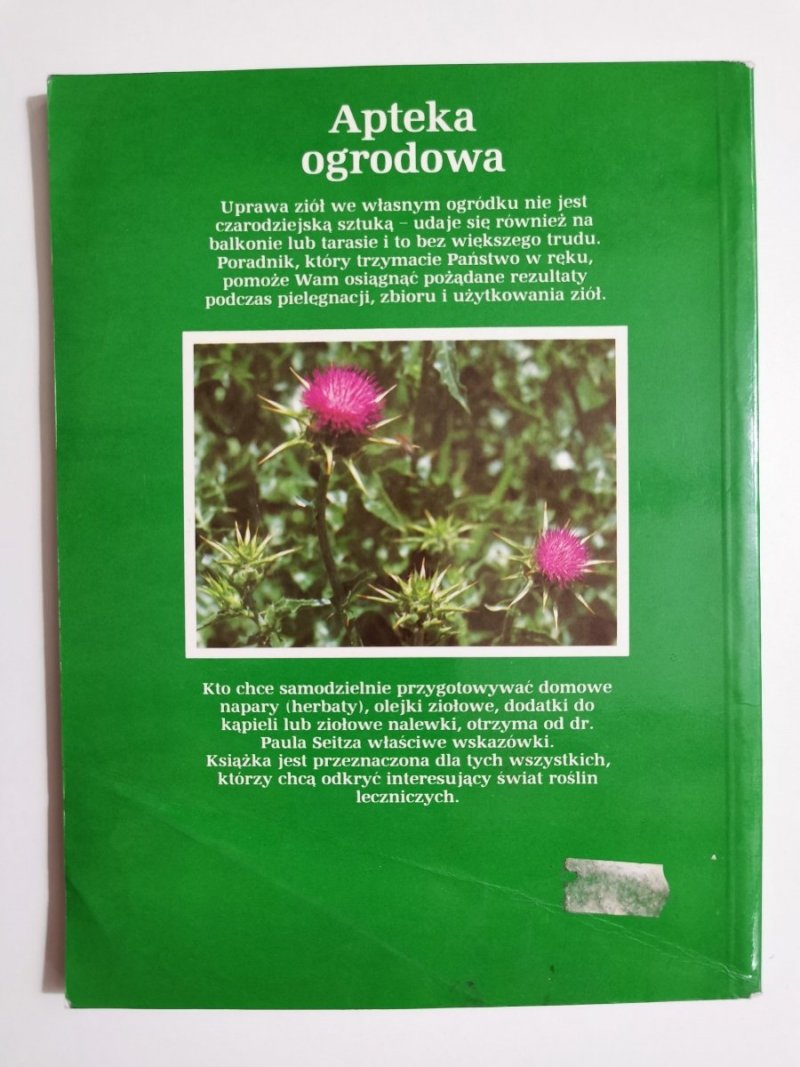 Apteka
ogrodowa
Uprawa ziół we własnym ogródku nie jest
czarodziejską sztuką – udaje się również na
balkonie lub tarasie i to bez większego trudu.
Poradnik, który trzymacie Państwo w ręku,
pomoże Wam osiągnąć pożądane rezultaty
podczas pielęgnacji, zbioru i użytkowania ziół.
Kto chce samodzielnie przygotowywać domowe
napary (herbaty), olejki ziołowe, dodatki do
kąpieli lub ziołowe nalewki, otrzyma od dr.
Paula Seitza właściwe wskazówki.
Książka jest przeznaczona dla tych wszystkich,
którzy chcą odkryć interesujący świat roślin
leczniczych.